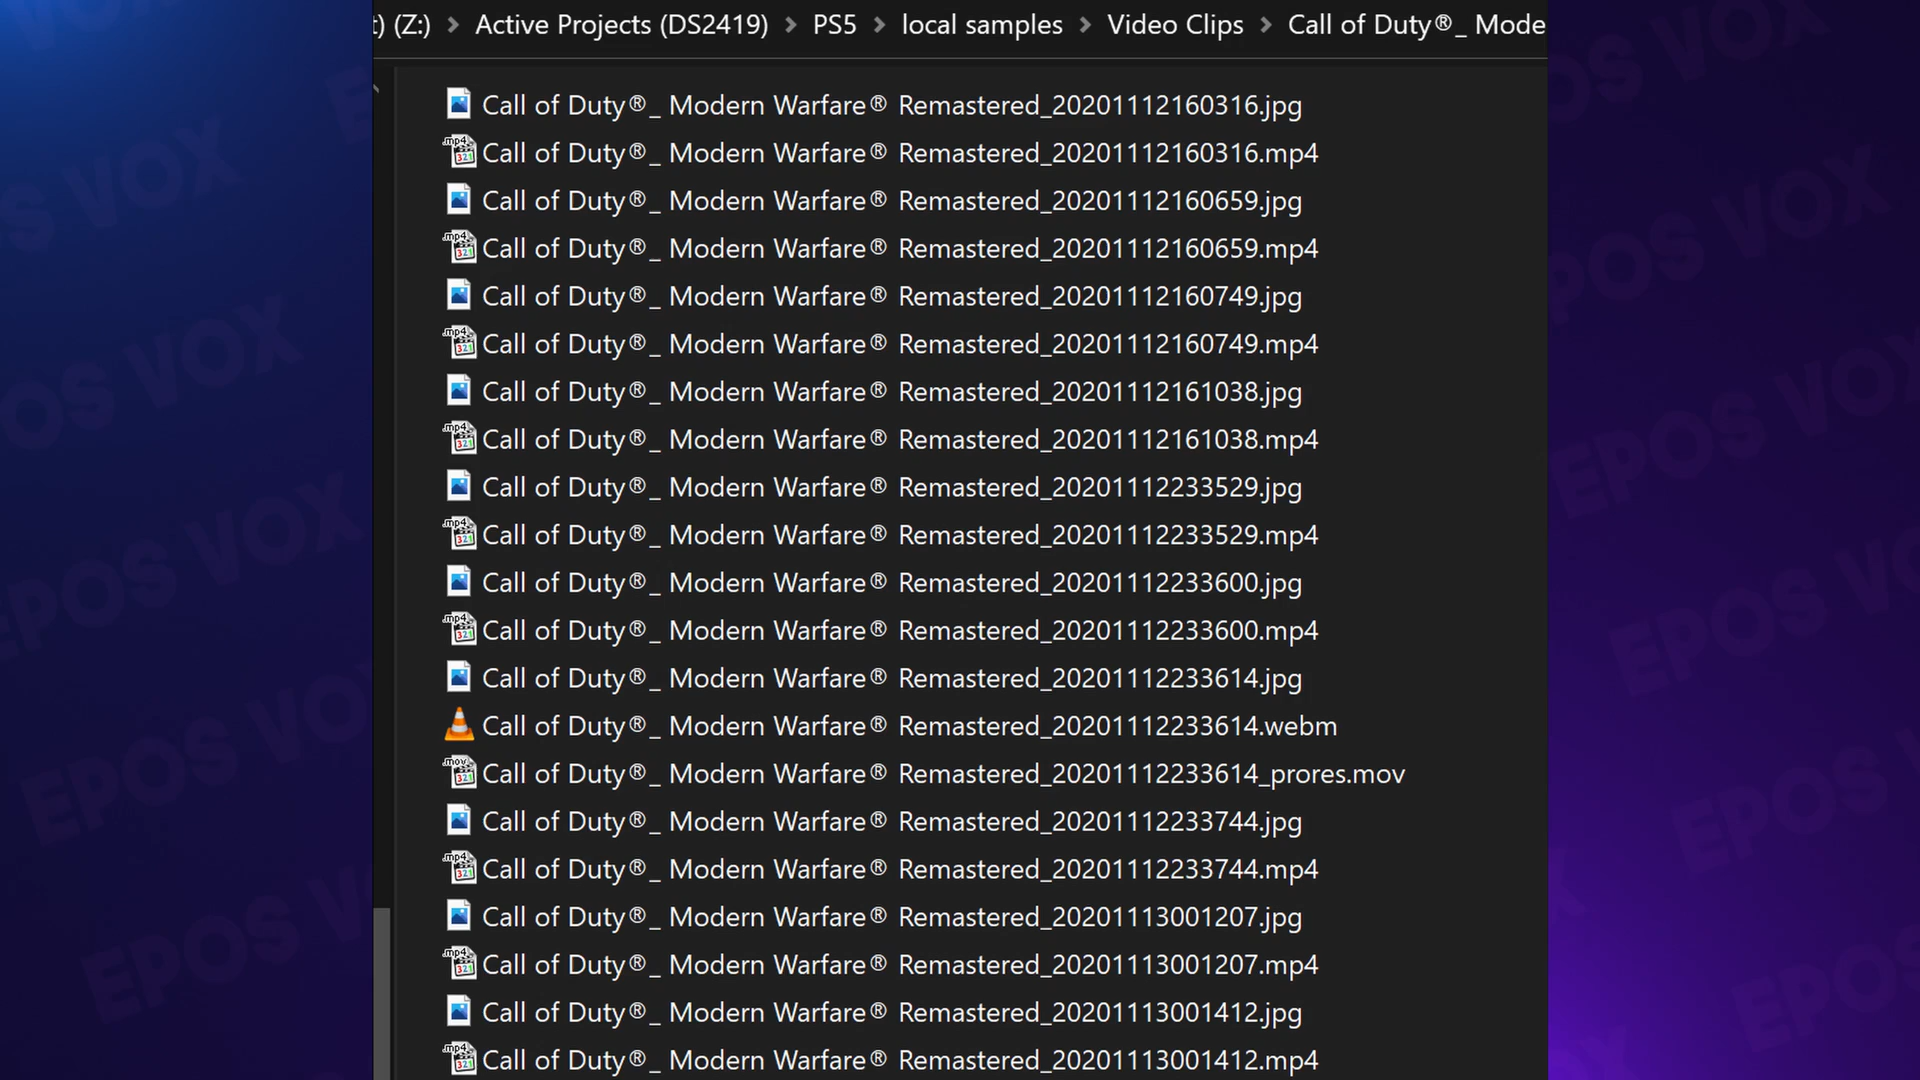 t) (Z:) > Active Projects (DS2419) > PS5 > local samples > Video Clips > Call of Duty®_ Mode
Call of Duty®_ Modern Warfare® Remastered_20201112160316.jpg
Call of Duty®_ Modern Warfare® Remastered_20201112160316.mp4
Call of Duty®_ Modern Warfare® Remastered_20201112160659.jpg
Call of Duty®_ Modern Warfare® Remastered_20201112160659.mp4
Call of Duty®_ Modern Warfare® Remastered_20201112160749.jpg
Call of Duty®_ Modern Warfare® Remastered_20201112160749.mp4
Call of Duty®_ Modern Warfare® Remastered_20201112161038.jpg
Call of Duty®_ Modern Warfare® Remastered_20201112161038.mp4
Call of Duty®_ Modern Warfare® Remastered_20201112233529.jpg
Call of Duty®_ Modern Warfare® Remastered_20201112233529.mp4
Call of Duty®_ Modern Warfare® Remastered_20201112233600.jpg
Call of Duty®_ Modern Warfare® Remastered_20201112233600.mp4
Call of Duty®_ Modern Warfare® Remastered_20201112233614.jpg
Call of Duty®_ Modern Warfare® Remastered_20201112233614.webm
Call of Duty®_ Modern Warfare® Remastered_20201112233614_prores.mov
Call of Duty®_ Modern Warfare® Remastered_20201112233744.jpg
Call of Duty®_ Modern Warfare® Remastered_20201112233744.mp4
Call of Duty®_ Modern Warfare® Remastered_20201113001207.jpg
Call of Duty®_ Modern Warfare® Remastered_20201113001207.mp4
Call of Duty®_ Modern Warfare® Remastered_20201113001412.jpg
Call of Duty®_ Modern Warfare® Remastered_20201113001412.mp4
EPOS VOX